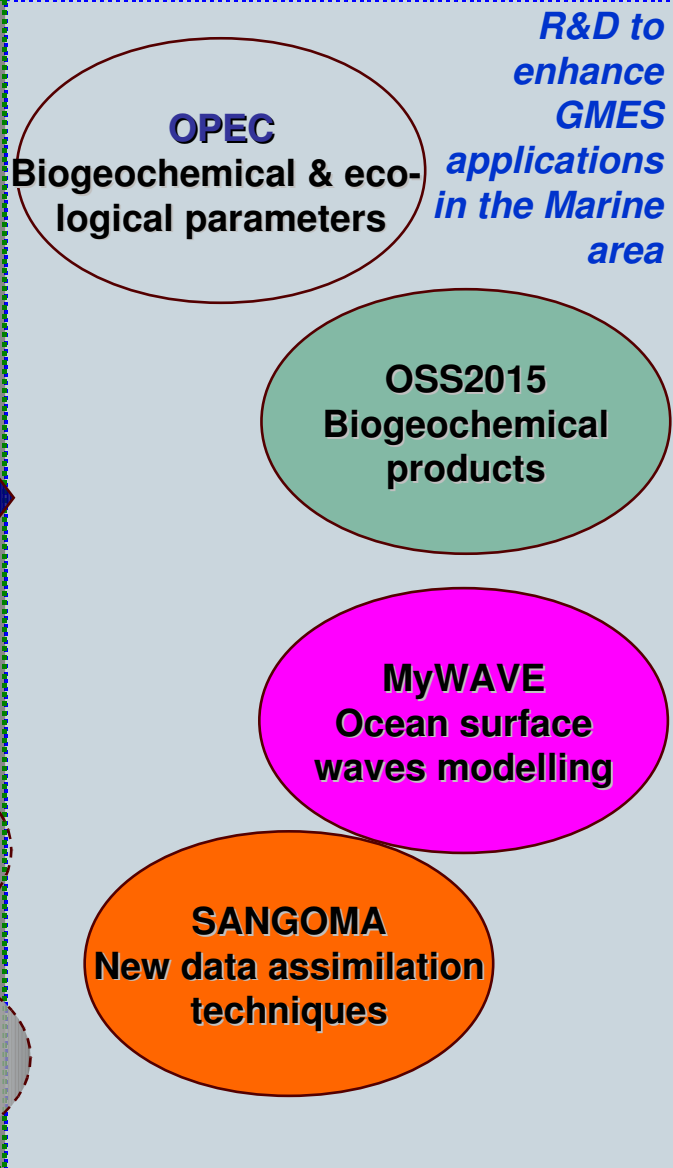 R&D to
enhance
GMES
applications
in the Marine
area
OPEC
Biogeochemical & eco-
logical parameters
OSS2015
Biogeochemical
products
MyWAVE
Ocean surface
waves modelling
SANGOMA
New data assimilation
techniques